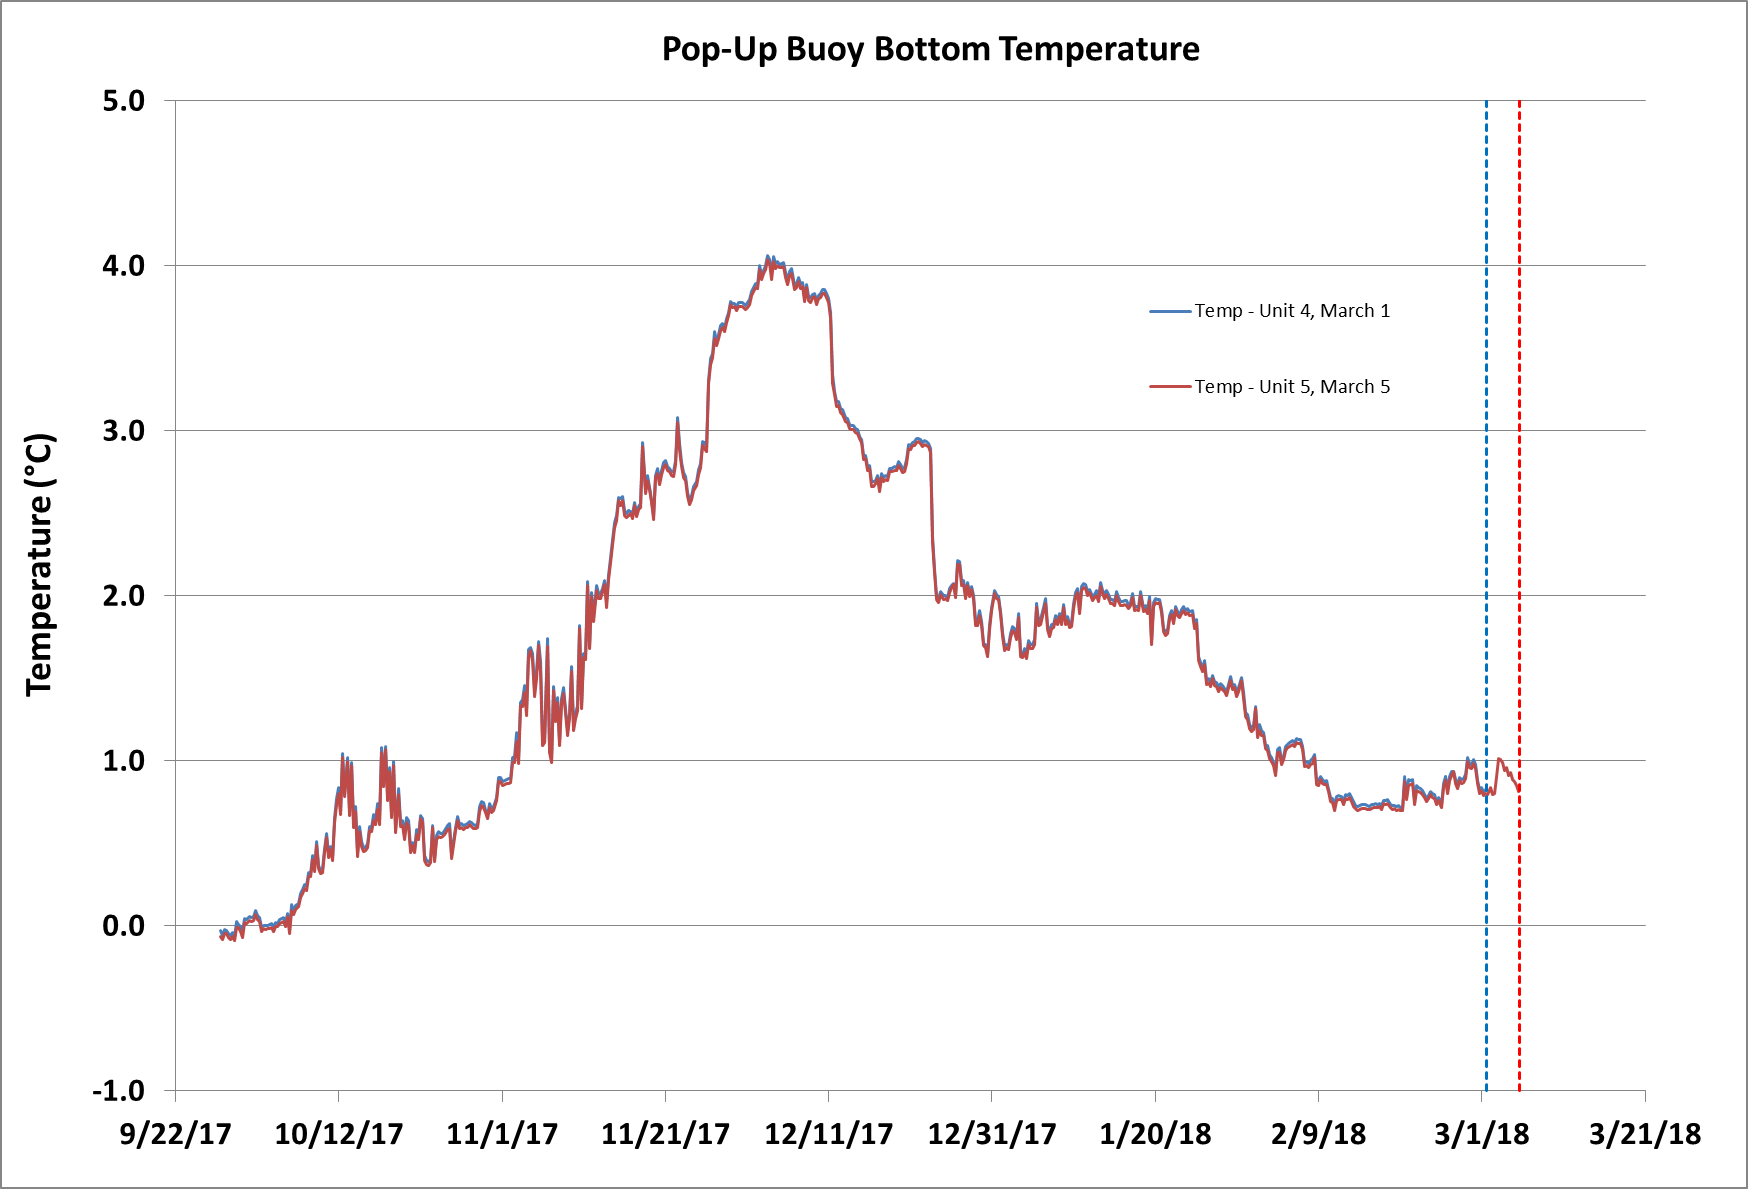 Pop-Up Buoy Bottom Temperature
5.0
4.0
3.0
2.0
1.0
0.0
-1.0
Temperature (°C)
Temp - Unit 4, March 1
Temp - Unit 5, March 5
9/22/17 10/12/17 11/1/17 11/21/17 12/11/17 12/31/17 1/20/18 2/9/18 3/1/18 3/21/18